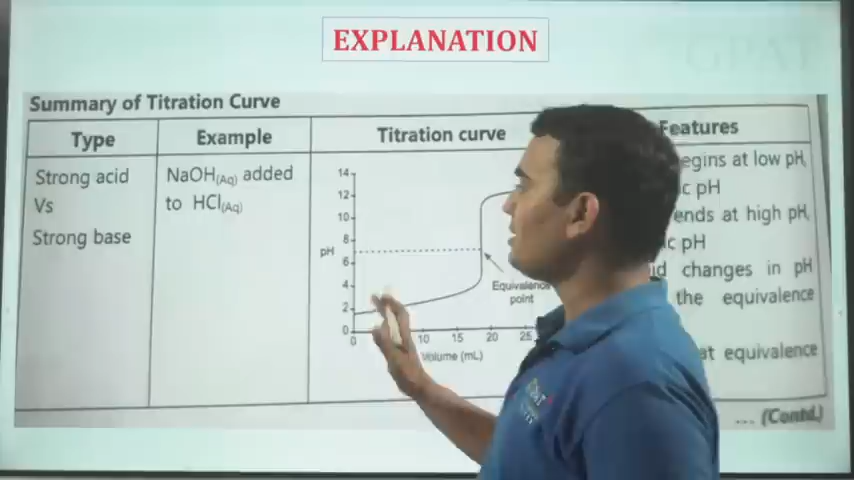 EXPLANATION
GPAT
Summary of Titration Curve
Type Example Titration curve Features
Strong acid
Vs
Strong base
NaOH(Aq) added
to HCl(Aq)
14
12
10
8
pH
6
4
2
0
0 10 15 20 25
Volume (mL)
Equivalence
point
egins at low pH,
c pH
ends at high pH,
c pH
id changes in pH
the equivalence
at equivalence
... (Contd.)